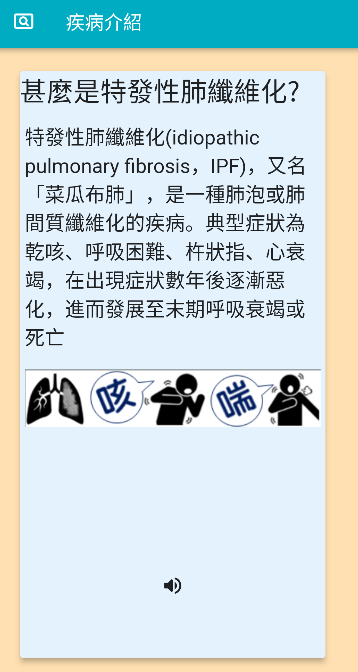 疾病介紹
甚麼是特發性肺纖維化?
特發性肺纖維化(idiopathic
pulmonary fibrosis，IPF)，又名
「菜瓜布肺」，是一種肺泡或肺
間質纖維化的疾病。典型症狀為
乾咳、呼吸困難、杵狀指、心衰
竭，在出現症狀數年後逐漸惡
化，進而發展至末期呼吸衰竭或
死亡
咳 喘